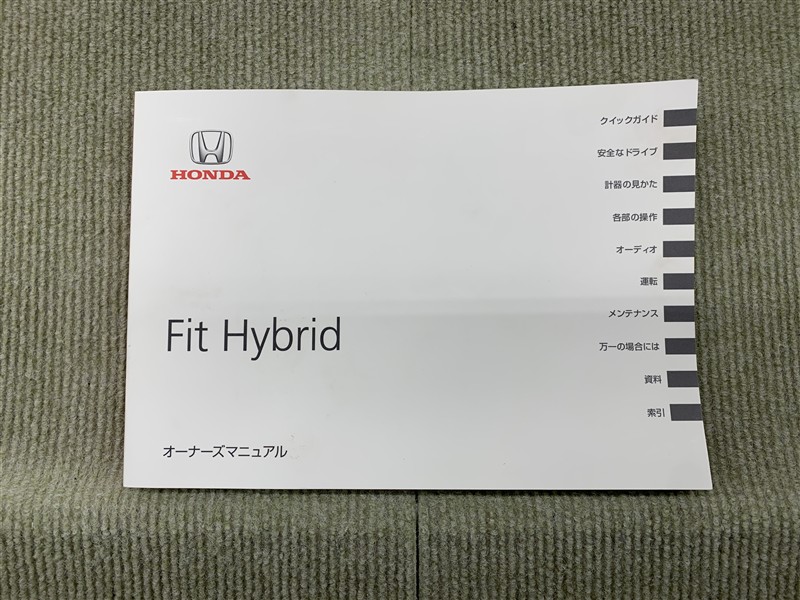 HONDA
クイックガイド
安全なドライブ
計器の見かた
各部の操作
オーディオ
運転
メンテナンス
万一の場合には
資料
索引
Fit Hybrid
オーナーズマニュアル